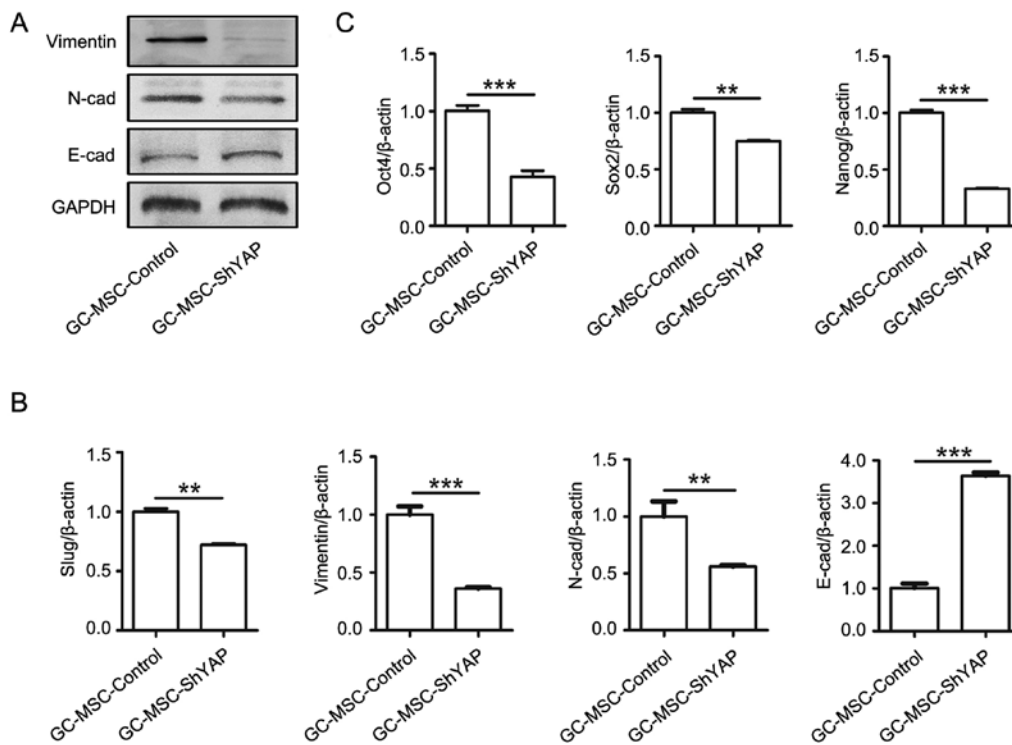 A
Vimentin
N-cad
E-cad
GAPDH
GC-MSC-Control
GC-MSC-ShYAP
C
Oct4/β-actin
1.5
1.0
0.5
0.0
***
GC-MSC-Control
GC-MSC-ShYAP
Sox2/β-actin
1.5
1.0
0.5
0.0
**
GC-MSC-Control
GC-MSC-ShYAP
Nanog/β-actin
1.5
1.0
0.5
0.0
***
GC-MSC-Control
GC-MSC-ShYAP
B
Slug/β-actin
1.5
1.0
0.5
0.0
**
GC-MSC-Control
GC-MSC-ShYAP
Vimentin/β-actin
1.5
1.0
0.5
0.0
***
GC-MSC-Control
GC-MSC-ShYAP
N-cad/β-actin
1.5
1.0
0.5
0.0
**
GC-MSC-Control
GC-MSC-ShYAP
E-cad/β-actin
4.0
3.0
2.0
1.0
0.0
***
GC-MSC-Control
GC-MSC-ShYAP